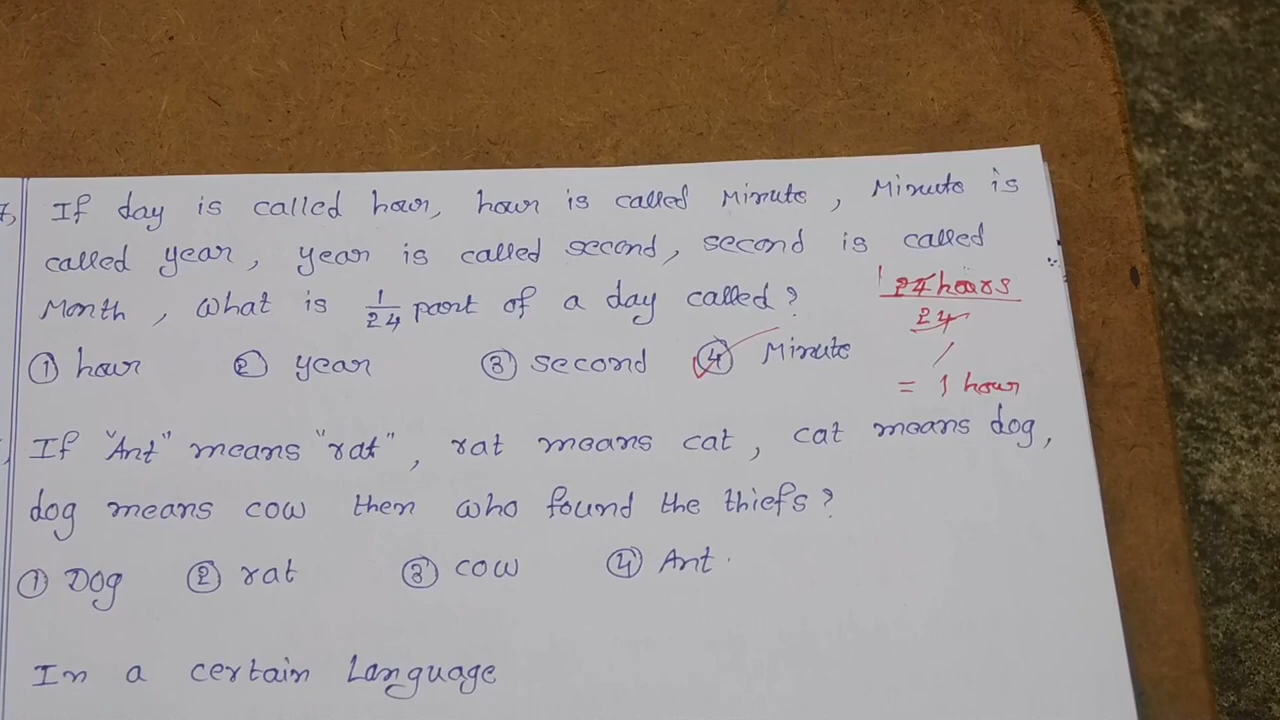 7, If day is called hour, hour is called Minute, Minute is
called year, year is called second, second is called
Month, what is 1/24 part of a day called?
24 hours
24
= 1 hour
① hour ② year ③ second ④ Minute
If "Ant" means "rat", rat means cat, cat means dog,
dog means cow then who found the thiefs?
① Dog ② rat ③ cow ④ Ant.
In a certain Language